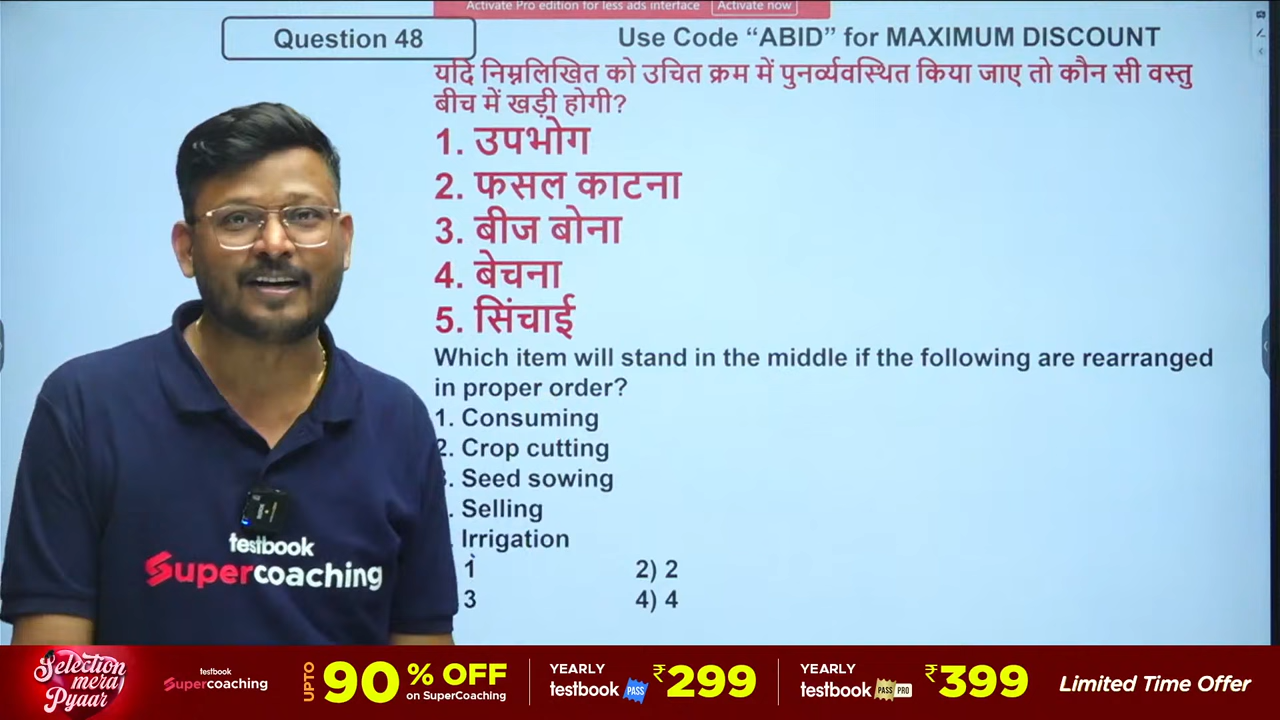 Activate Pro edition for less ads interface Activate now
Question 48
Use Code “ABID” for MAXIMUM DISCOUNT
यदि निम्नलिखित को उचित क्रम में पुनर्व्यवस्थित किया जाए तो कौन सी वस्तु
बीच में खड़ी होगी?
1. उपभोग
2. फसल काटना
3. बीज बोना
4. बेचना
5. सिंचाई
Which item will stand in the middle if the following are rearranged
in proper order?
1. Consuming
2. Crop cutting
3. Seed sowing
. Selling
Irrigation
1 2) 2
3 4) 4
testbook
Supercoaching
Selection mera Pyaar
testbook
Supercoaching
UPTO 90% OFF on SuperCoaching
YEARLY testbook PASS ₹299
YEARLY testbook PASS PRO ₹399
Limited Time Offer